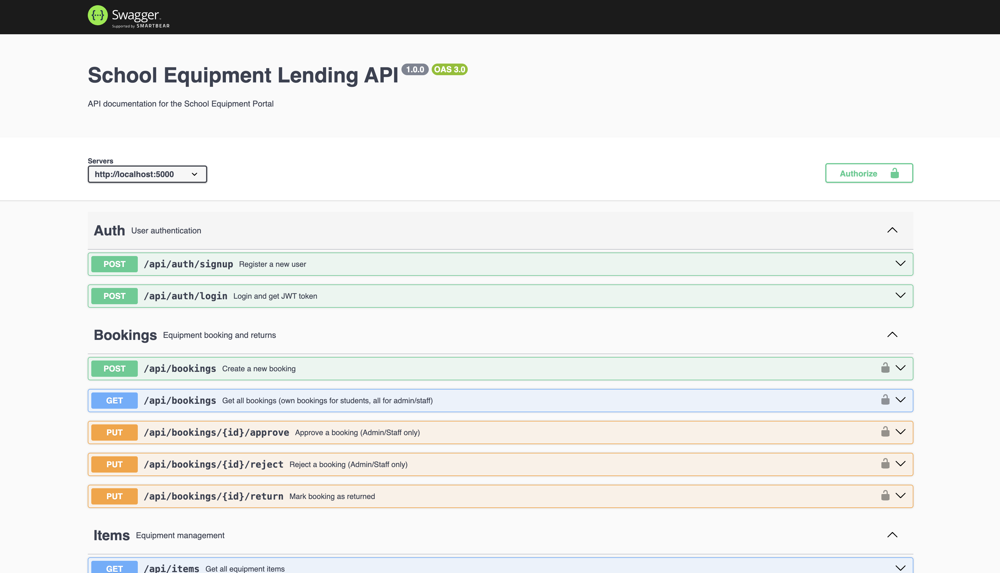 {···} Swagger™
Supported by SMARTBEAR
School Equipment Lending API 1.0.0 OAS 3.0
API documentation for the School Equipment Portal
Servers
http://localhost:5000
Authorize
Auth User authentication
POST /api/auth/signup Register a new user
POST /api/auth/login Login and get JWT token
Bookings Equipment booking and returns
POST /api/bookings Create a new booking
GET /api/bookings Get all bookings (own bookings for students, all for admin/staff)
PUT /api/bookings/{id}/approve Approve a booking (Admin/Staff only)
PUT /api/bookings/{id}/reject Reject a booking (Admin/Staff only)
PUT /api/bookings/{id}/return Mark booking as returned
Items Equipment management
GET /api/items Get all equipment items